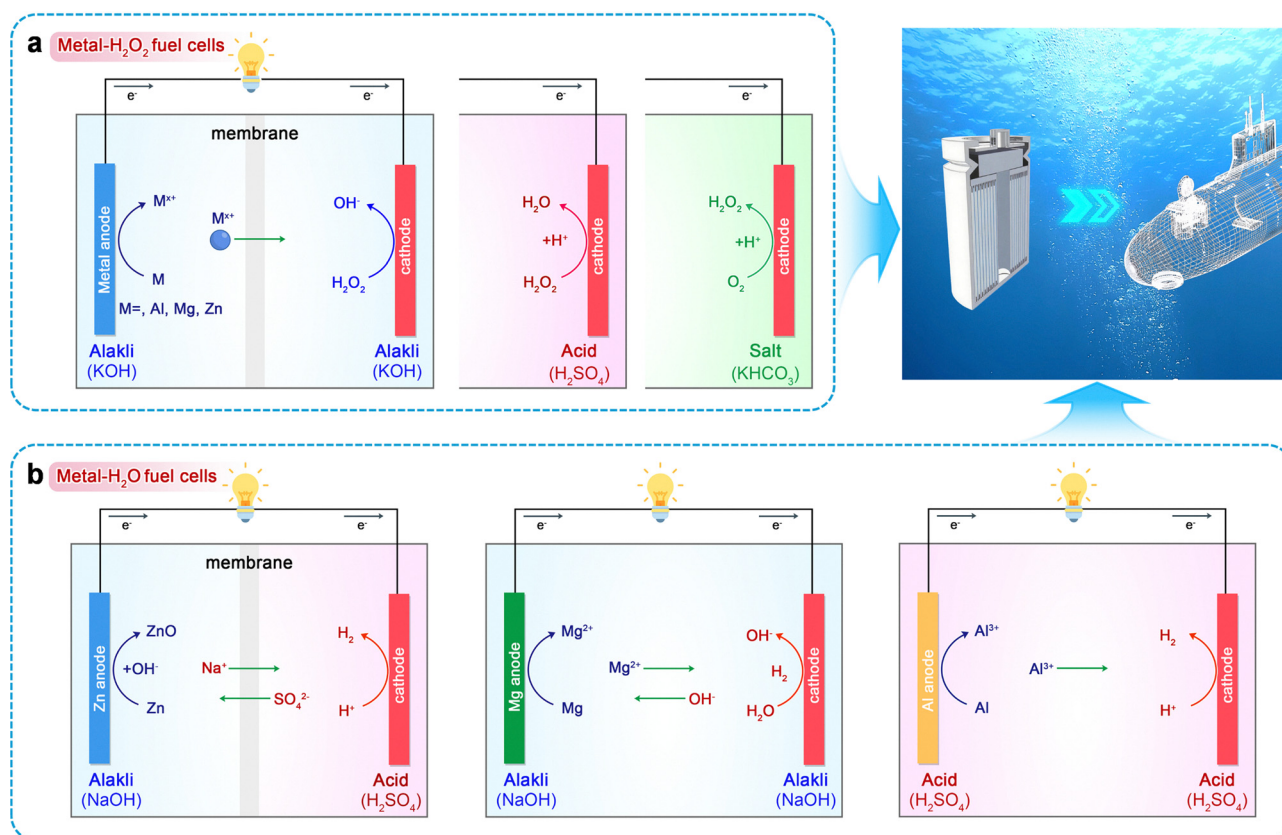 a Metal-H₂O₂ fuel cells
e⁻
e⁻
e⁻
e⁻
membrane
Metal anode
Mˣ⁺
M
M=, Al, Mg, Zn
Mˣ⁺
OH⁻
H₂O₂
cathode
Alakli
(KOH)
Alakli
(KOH)
H₂O
+H⁺
H₂O₂
cathode
Acid
(H₂SO₄)
H₂O₂
+H⁺
O₂
cathode
Salt
(KHCO₃)
b Metal-H₂O fuel cells
e⁻
e⁻
membrane
Zn anode
ZnO
+OH⁻
Zn
Na⁺
SO₄²⁻
H₂
H⁺
cathode
Alakli
(NaOH)
Acid
(H₂SO₄)
e⁻
e⁻
Mg anode
Mg²⁺
Mg
Mg²⁺
OH⁻
OH⁻
H₂
H₂O
cathode
Alakli
(NaOH)
Alakli
(NaOH)
e⁻
e⁻
Al anode
Al³⁺
Al
Al³⁺
H₂
H⁺
cathode
Acid
(H₂SO₄)
Acid
(H₂SO₄)